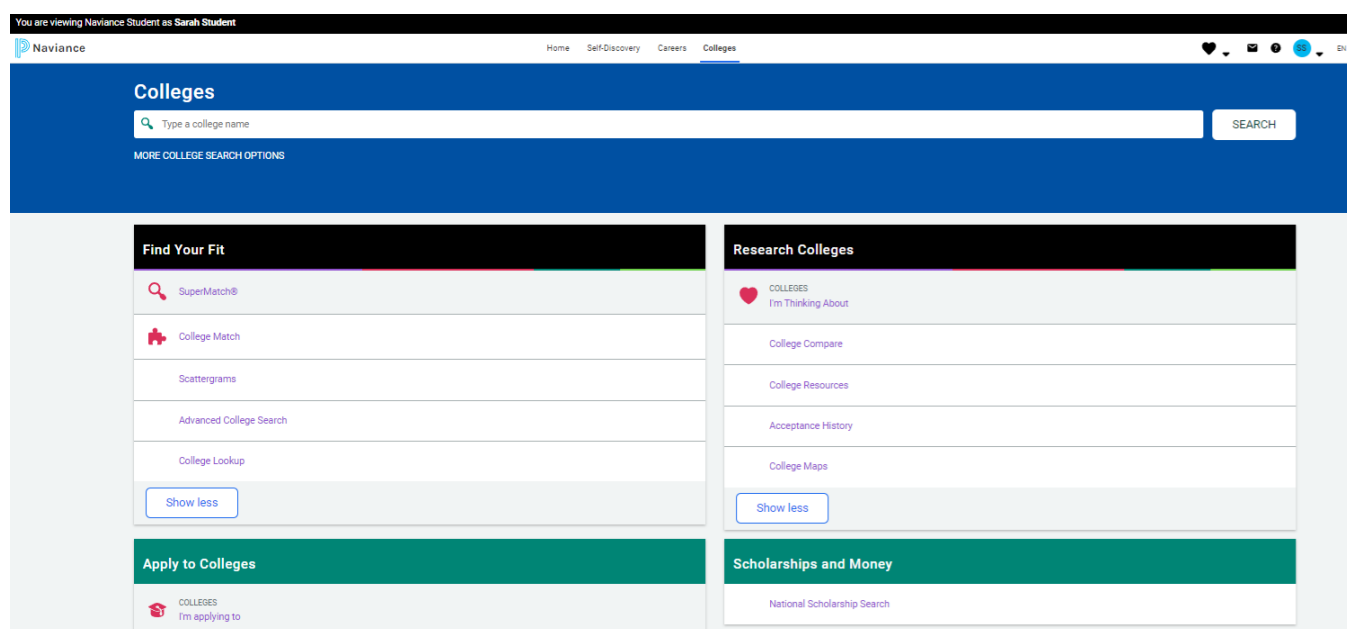 You are viewing Naviance Student as Sarah Student
Naviance
Home Self-Discovery Careers Colleges
SS EN
Colleges
Type a college name
SEARCH
MORE COLLEGE SEARCH OPTIONS
Find Your Fit
SuperMatch®
College Match
Scattergrams
Advanced College Search
College Lookup
Show less
Research Colleges
COLLEGES
I'm Thinking About
College Compare
College Resources
Acceptance History
College Maps
Show less
Apply to Colleges
COLLEGES
I'm applying to
Scholarships and Money
National Scholarship Search